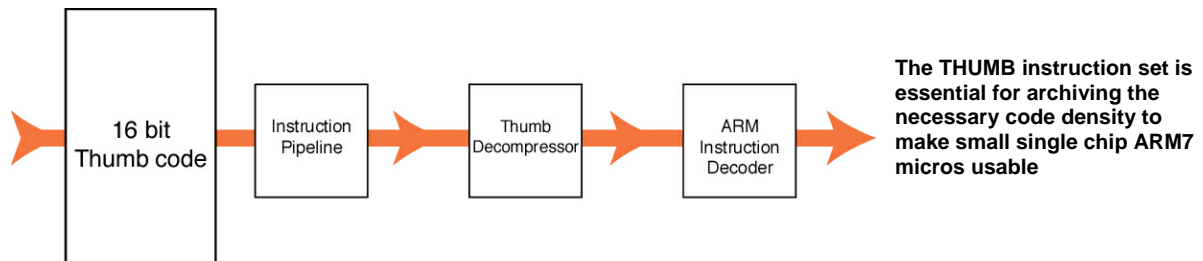 16 bit
Thumb code
Instruction
Pipeline
Thumb
Decompressor
ARM
Instruction
Decoder
The THUMB instruction set is
essential for archiving the
necessary code density to
make small single chip ARM7
micros usable